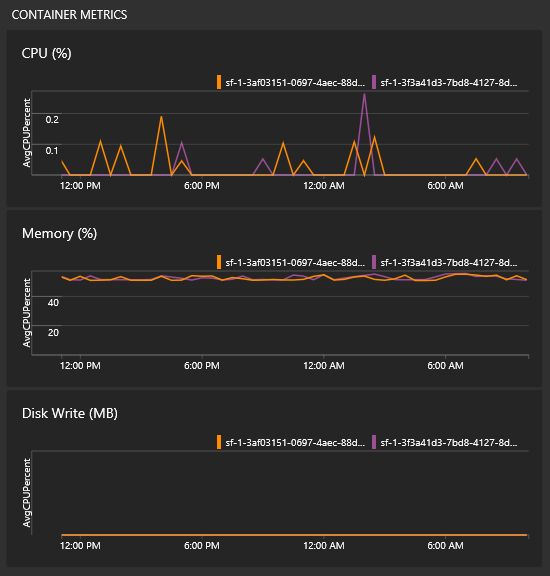 CONTAINER METRICS
CPU (%)
sf-1-3af03151-0697-4aec-88d... sf-1-3f3a41d3-7bd8-4127-8d...
AvgCPUPercent
0.2
0.1
12:00 PM 6:00 PM 12:00 AM 6:00 AM
Memory (%)
sf-1-3af03151-0697-4aec-88d... sf-1-3f3a41d3-7bd8-4127-8d...
AvgCPUPercent
40
20
12:00 PM 6:00 PM 12:00 AM 6:00 AM
Disk Write (MB)
sf-1-3af03151-0697-4aec-88d... sf-1-3f3a41d3-7bd8-4127-8d...
AvgCPUPercent
12:00 PM 6:00 PM 12:00 AM 6:00 AM